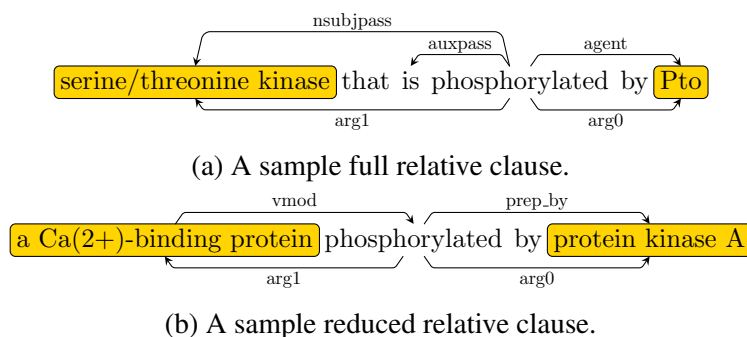 nsubjpass
auxpass agent
serine/threonine kinase that is phosphorylated by Pto
arg1 arg0
(a) A sample full relative clause.
vmod prep_by
a Ca(2+)-binding protein phosphorylated by protein kinase A
arg1 arg0
(b) A sample reduced relative clause.